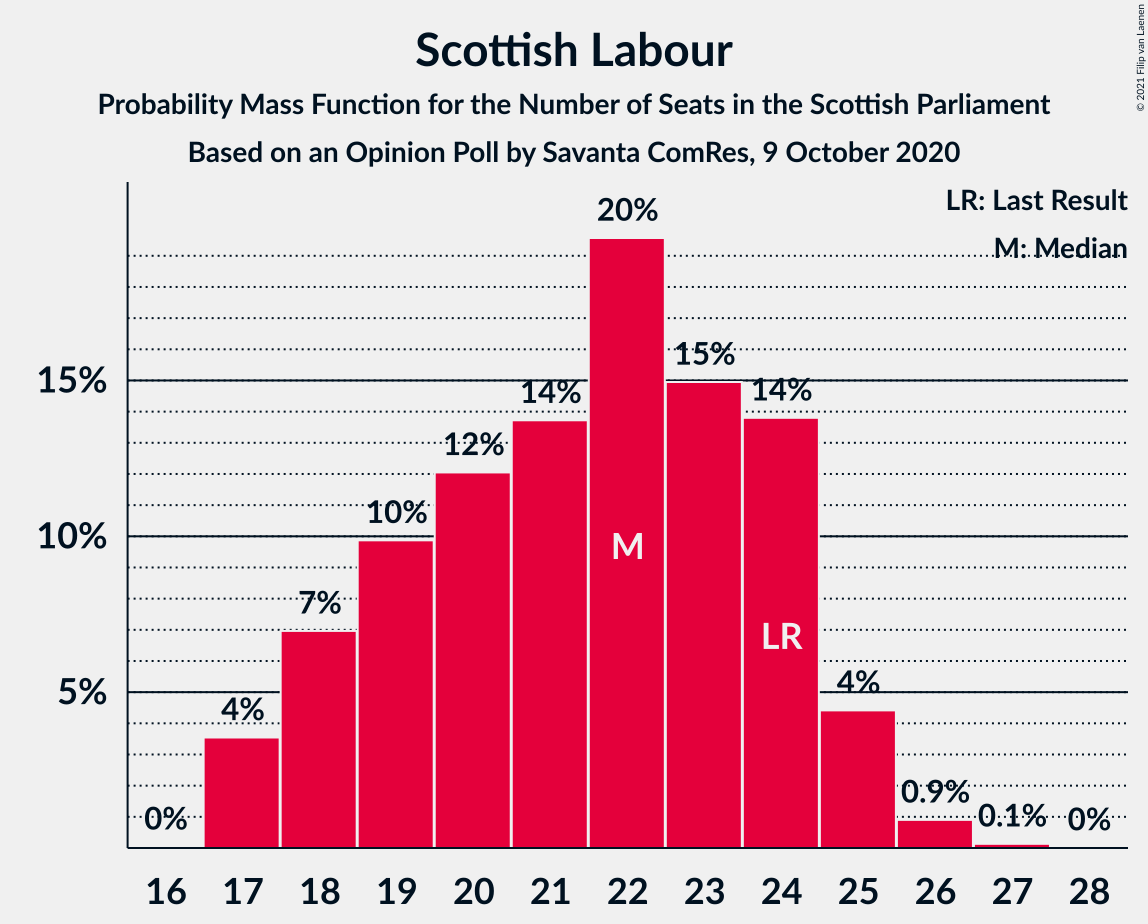 Scottish Labour
Probability Mass Function for the Number of Seats in the Scottish Parliament
Based on an Opinion Poll by Savanta ComRes, 9 October 2020
© 2021 Filip van Laenen
LR: Last Result
M: Median
20%
15%
15%
14%
14%
12%
10%
10%
M
7%
LR
5%
4%
4%
0%
0.9%
0.1%
0%
16 17 18 19 20 21 22 23 24 25 26 27 28